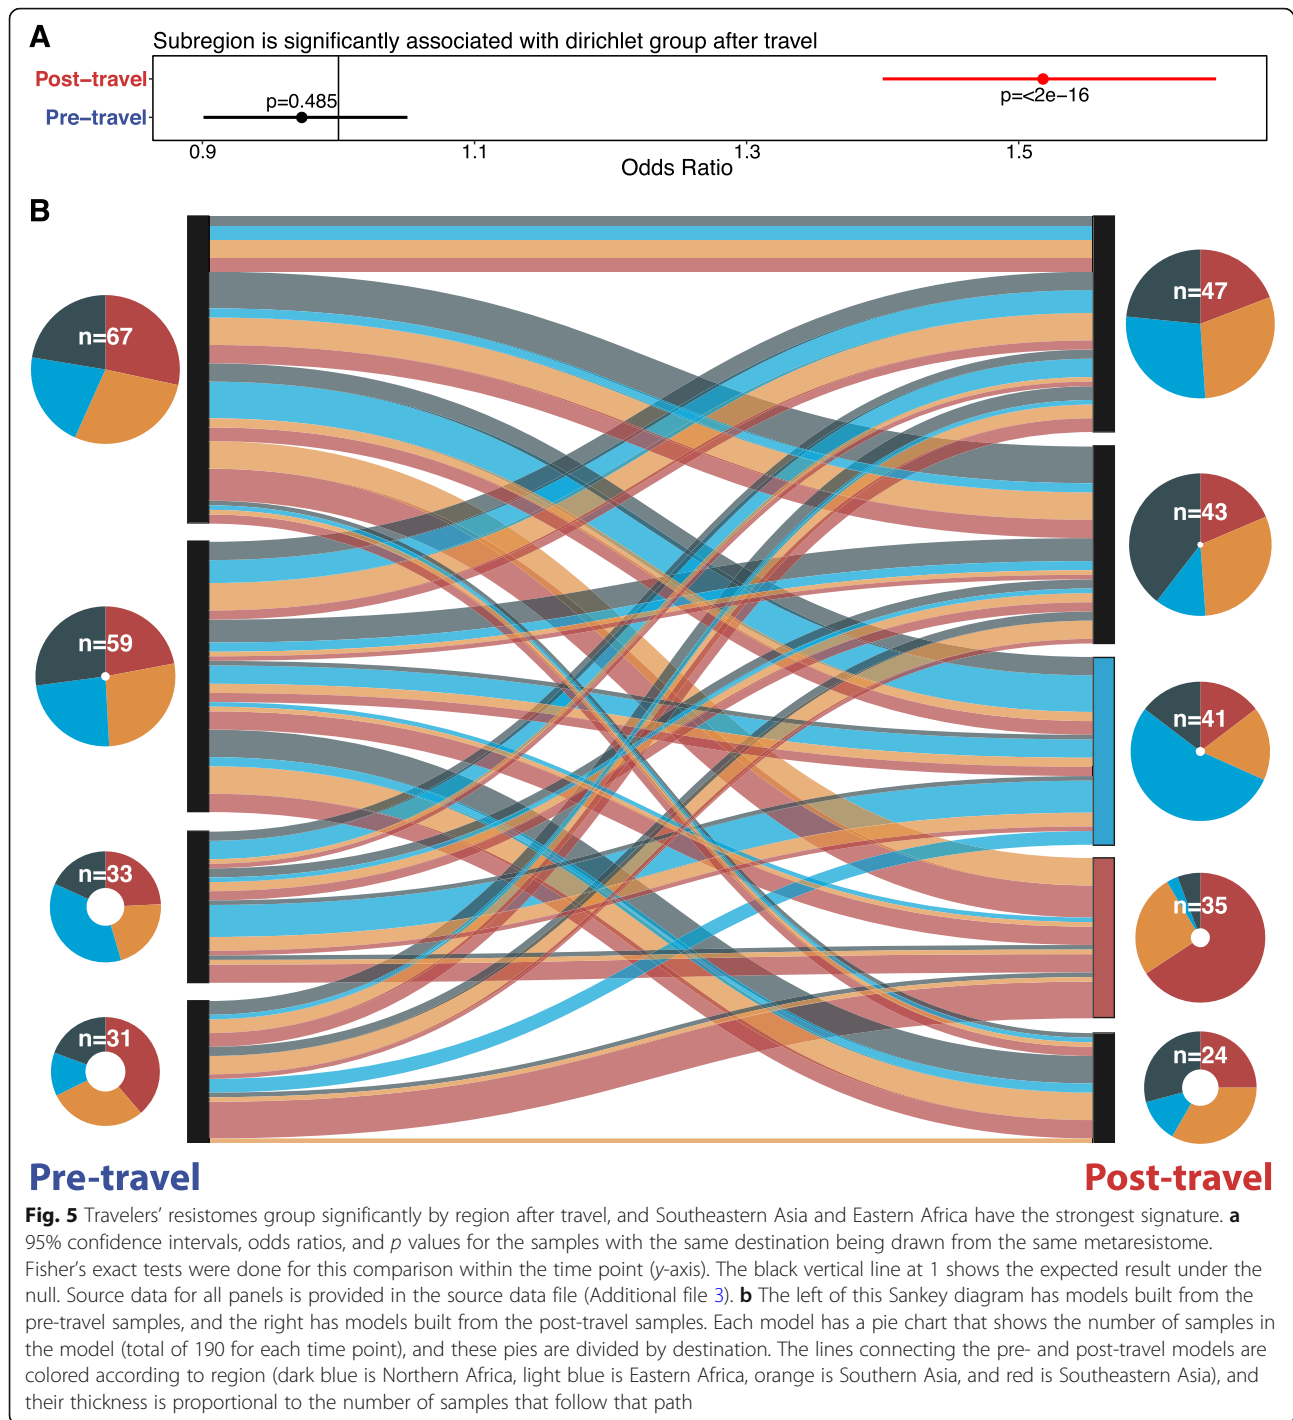 A
Subregion is significantly associated with dirichlet group after travel
Post−travel
p=<2e−16
p=0.485
Pre−travel
0.9 1.1 1.3 1.5
Odds Ratio
B
n=67
n=59
n=33
n=31
n=47
n=43
n=41
n=35
n=24
Pre-travel
Post-travel
Fig. 5 Travelers’ resistomes group significantly by region after travel, and Southeastern Asia and Eastern Africa have the strongest signature. a
95% confidence intervals, odds ratios, and p values for the samples with the same destination being drawn from the same metaresistome.
Fisher’s exact tests were done for this comparison within the time point (y-axis). The black vertical line at 1 shows the expected result under the
null. Source data for all panels is provided in the source data file (Additional file 3). b The left of this Sankey diagram has models built from the
pre-travel samples, and the right has models built from the post-travel samples. Each model has a pie chart that shows the number of samples in
the model (total of 190 for each time point), and these pies are divided by destination. The lines connecting the pre- and post-travel models are
colored according to region (dark blue is Northern Africa, light blue is Eastern Africa, orange is Southern Asia, and red is Southeastern Asia), and
their thickness is proportional to the number of samples that follow that path